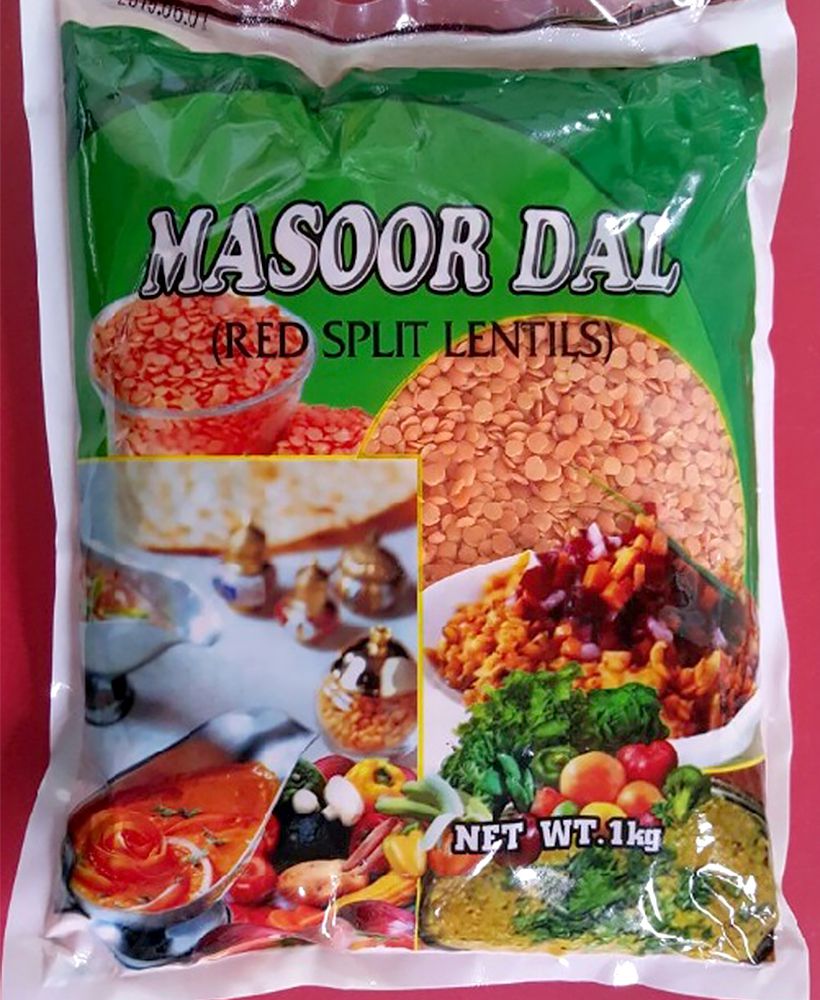 MASOOR DAL
(RED SPLIT LENTILS)
NET WT.1kg